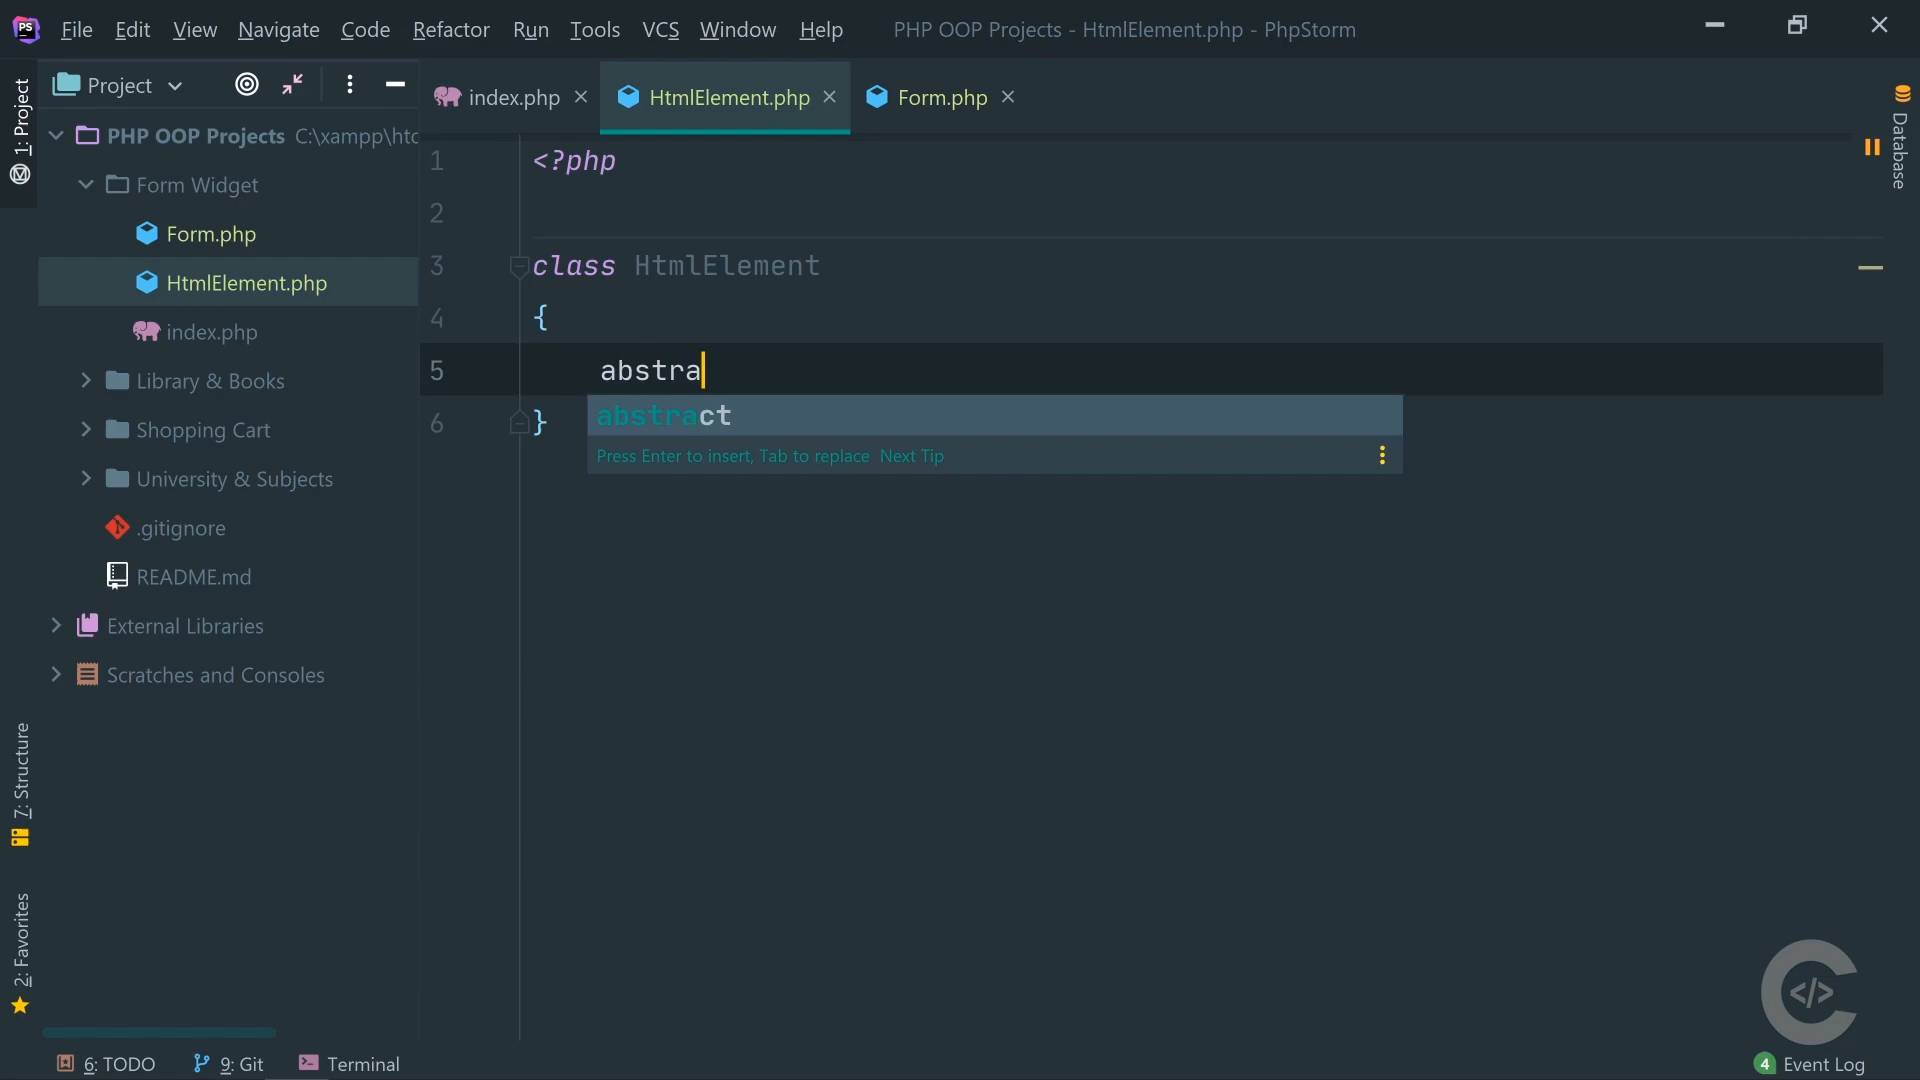 PS File Edit View Navigate Code Refactor Run Tools VCS Window Help PHP OOP Projects - HtmlElement.php - PhpStorm
1: Project
Project
PHP OOP Projects C:\xampp\htc
Form Widget
Form.php
HtmlElement.php
index.php
Library & Books
Shopping Cart
University & Subjects
.gitignore
README.md
External Libraries
Scratches and Consoles
7: Structure
2: Favorites
index.php HtmlElement.php Form.php
1 <?php
2
3 class HtmlElement
4 {
5 abstra
6 }
abstract
Press Enter to insert, Tab to replace Next Tip
Database
</>
6: TODO 9: Git Terminal 4 Event Log